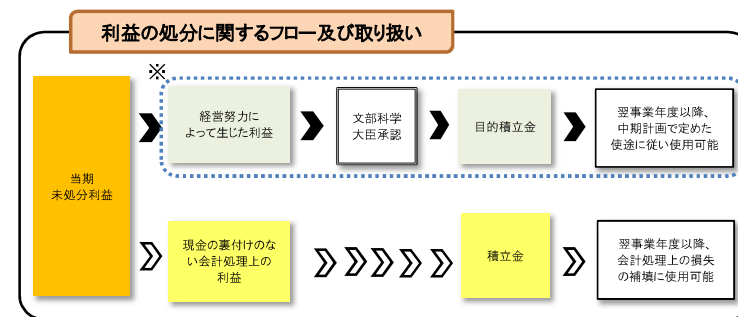 利益の処分に関するフロー及び取り扱い
※
経営努力に
よって生じた利益
文部科学
大臣承認
目的積立金
翌事業年度以降、
中期計画で定めた
使途に従い使用可能
当期
未処分利益
現金の裏付けのな
い会計処理上の
利益
積立金
翌事業年度以降、
会計処理上の損失
の補填に使用可能